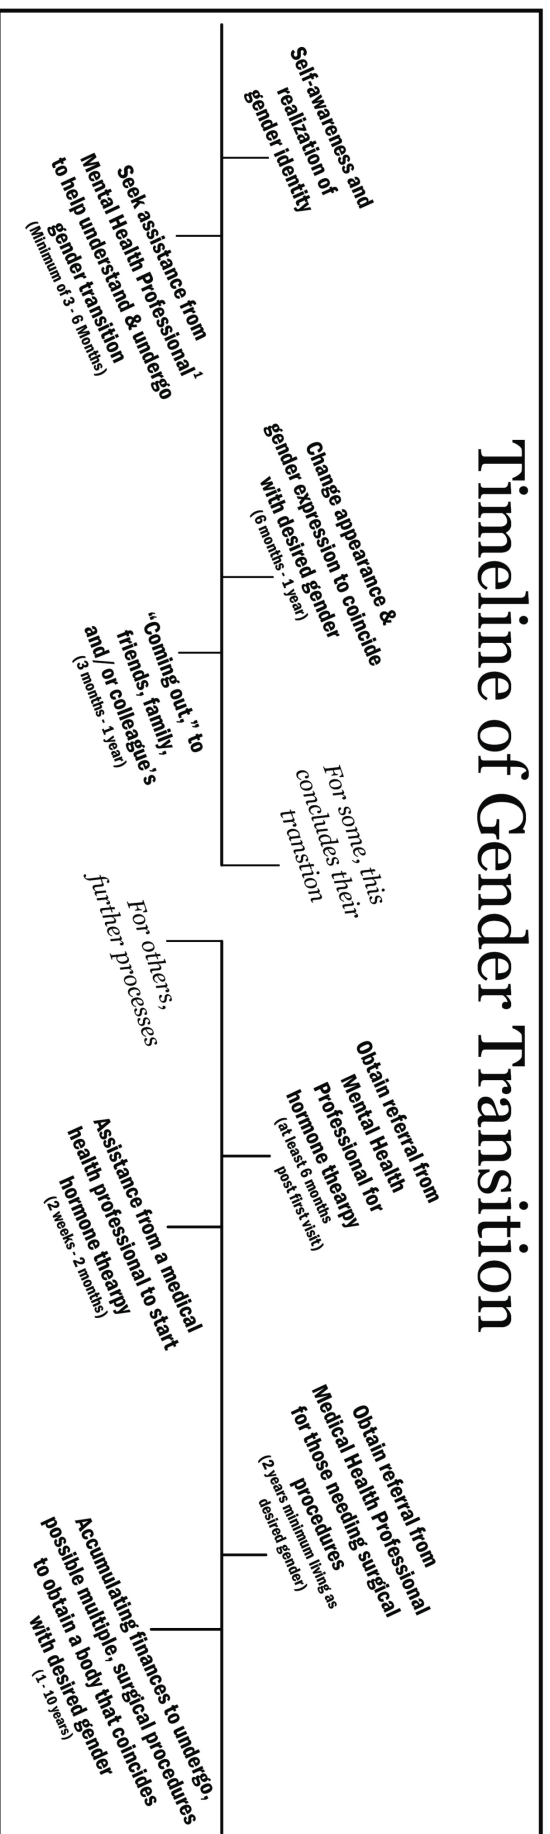 Timeline of Gender Transition
Self-awareness and
realization of
gender identity
Seek assistance from
Mental Health Professional¹
to help understand & undergo
gender transition
(Minimum of 3 - 6 Months)
Change appearance &
gender expression to coincide
with desired gender
(6 months - 1 year)
“Coming out,” to
friends, family,
and/or colleague’s
(3 months - 1 year)
For some, this
concludes their
transtion
For others,
further processes
Obtain referral from
Mental Health
Professional for
hormone thearpy
(at least 6 months
post first visit)
Assistance from a medical
health professional to start
hormone thearpy
(2 weeks - 2 months)
Obtain referral from
Medical Health Professional
for those needing surgical
procedures
(2 years minimum living as
desired gender)
Accumulating finances to undergo,
possible multiple, surgical procedures
to obtain a body that coincides
with desired gender
(1 - 10 years)